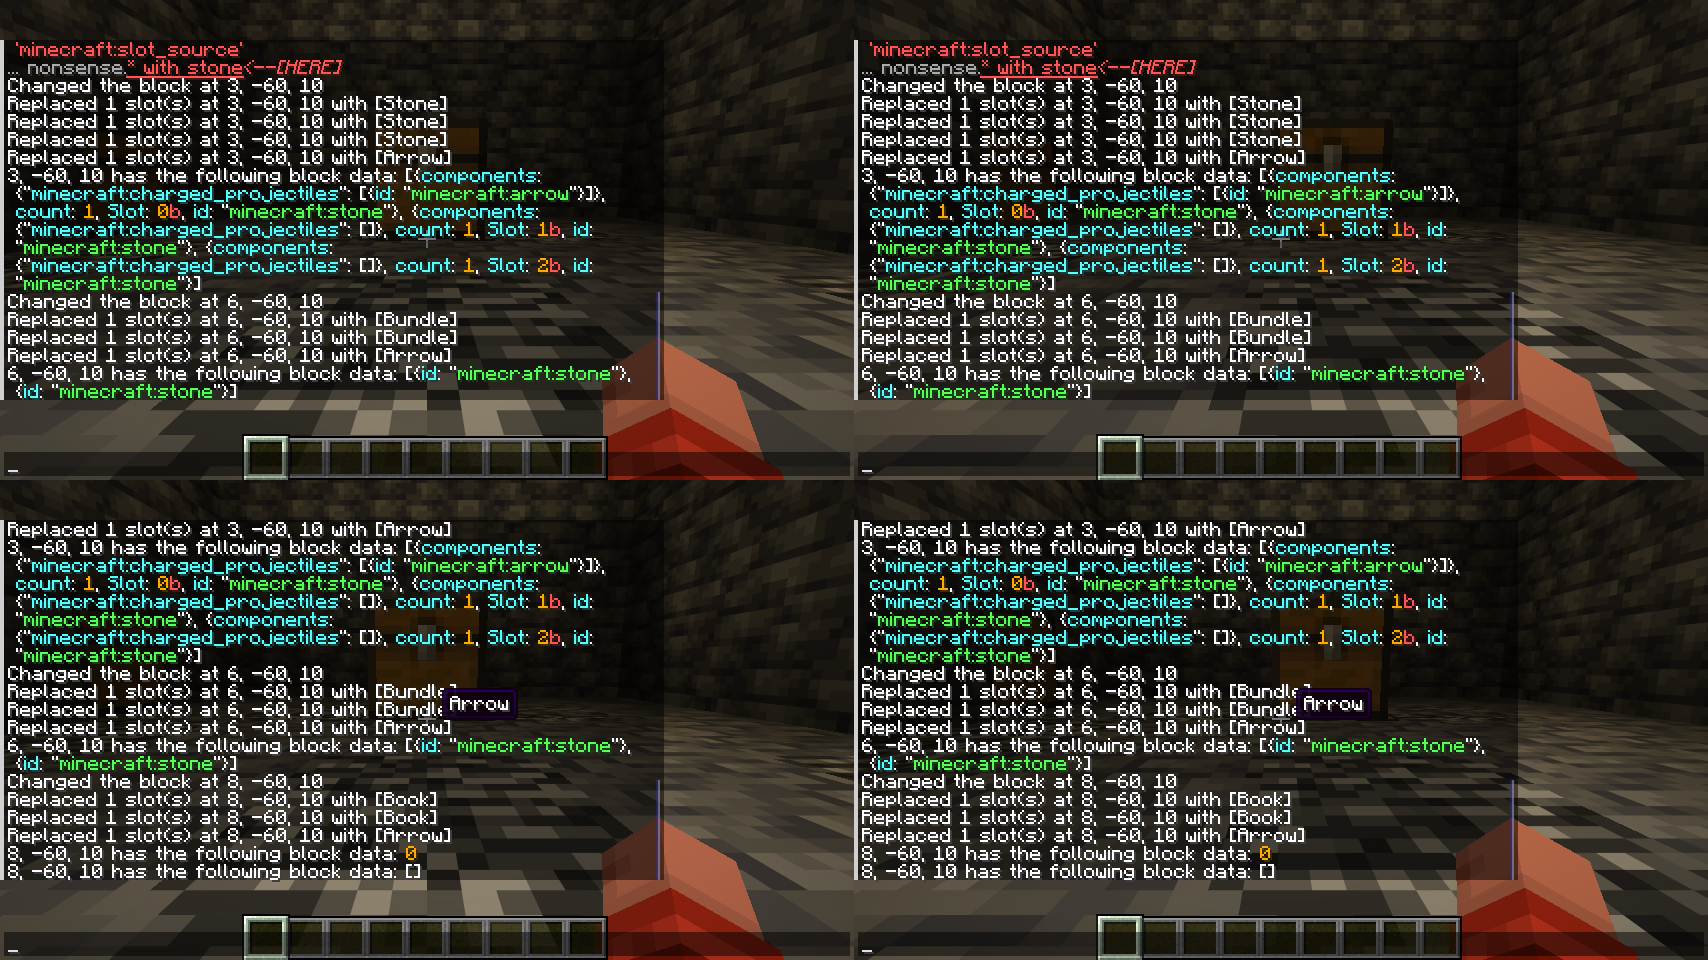 'minecraft:slot_source'
... nonsense." with stone<--[HERE]
Changed the block at 3, -60, 10
Replaced 1 slot(s) at 3, -60, 10 with [Stone]
Replaced 1 slot(s) at 3, -60, 10 with [Stone]
Replaced 1 slot(s) at 3, -60, 10 with [Stone]
Replaced 1 slot(s) at 3, -60, 10 with [Arrow]
3, -60, 10 has the following block data: [{components:
{"minecraft:charged_projectiles": [{id: "minecraft:arrow"}]},
count: 1, Slot: 0b, id: "minecraft:stone"}, {components:
{"minecraft:charged_projectiles": []}, count: 1, Slot: 1b, id:
"minecraft:stone"}, {components:
{"minecraft:charged_projectiles": []}, count: 1, Slot: 2b, id:
"minecraft:stone"}]
Changed the block at 6, -60, 10
Replaced 1 slot(s) at 6, -60, 10 with [Bundle]
Replaced 1 slot(s) at 6, -60, 10 with [Bundle]
Replaced 1 slot(s) at 6, -60, 10 with [Arrow]
6, -60, 10 has the following block data: [{id: "minecraft:stone"},
{id: "minecraft:stone"}]
_
'minecraft:slot_source'
... nonsense." with stone<--[HERE]
Changed the block at 3, -60, 10
Replaced 1 slot(s) at 3, -60, 10 with [Stone]
Replaced 1 slot(s) at 3, -60, 10 with [Stone]
Replaced 1 slot(s) at 3, -60, 10 with [Stone]
Replaced 1 slot(s) at 3, -60, 10 with [Arrow]
3, -60, 10 has the following block data: [{components:
{"minecraft:charged_projectiles": [{id: "minecraft:arrow"}]},
count: 1, Slot: 0b, id: "minecraft:stone"}, {components:
{"minecraft:charged_projectiles": []}, count: 1, Slot: 1b, id:
"minecraft:stone"}, {components:
{"minecraft:charged_projectiles": []}, count: 1, Slot: 2b, id:
"minecraft:stone"}]
Changed the block at 6, -60, 10
Replaced 1 slot(s) at 6, -60, 10 with [Bundle]
Replaced 1 slot(s) at 6, -60, 10 with [Bundle]
Replaced 1 slot(s) at 6, -60, 10 with [Arrow]
6, -60, 10 has the following block data: [{id: "minecraft:stone"},
{id: "minecraft:stone"}]
_
Replaced 1 slot(s) at 3, -60, 10 with [Arrow]
3, -60, 10 has the following block data: [{components:
{"minecraft:charged_projectiles": [{id: "minecraft:arrow"}]},
count: 1, Slot: 0b, id: "minecraft:stone"}, {components:
{"minecraft:charged_projectiles": []}, count: 1, Slot: 1b, id:
"minecraft:stone"}, {components:
{"minecraft:charged_projectiles": []}, count: 1, Slot: 2b, id:
"minecraft:stone"}]
Changed the block at 6, -60, 10
Replaced 1 slot(s) at 6, -60, 10 with [Bundle]
Replaced 1 slot(s) at 6, -60, 10 with [Bundle
Arrow
Replaced 1 slot(s) at 6, -60, 10 with [Arrow]
6, -60, 10 has the following block data: [{id: "minecraft:stone"},
{id: "minecraft:stone"}]
Changed the block at 8, -60, 10
Replaced 1 slot(s) at 8, -60, 10 with [Book]
Replaced 1 slot(s) at 8, -60, 10 with [Book]
Replaced 1 slot(s) at 8, -60, 10 with [Arrow]
8, -60, 10 has the following block data: 0
8, -60, 10 has the following block data: []
_
Replaced 1 slot(s) at 3, -60, 10 with [Arrow]
3, -60, 10 has the following block data: [{components:
{"minecraft:charged_projectiles": [{id: "minecraft:arrow"}]},
count: 1, Slot: 0b, id: "minecraft:stone"}, {components:
{"minecraft:charged_projectiles": []}, count: 1, Slot: 1b, id:
"minecraft:stone"}, {components:
{"minecraft:charged_projectiles": []}, count: 1, Slot: 2b, id:
"minecraft:stone"}]
Changed the block at 6, -60, 10
Replaced 1 slot(s) at 6, -60, 10 with [Bundle]
Replaced 1 slot(s) at 6, -60, 10 with [Bundle
Arrow
Replaced 1 slot(s) at 6, -60, 10 with [Arrow]
6, -60, 10 has the following block data: [{id: "minecraft:stone"},
{id: "minecraft:stone"}]
Changed the block at 8, -60, 10
Replaced 1 slot(s) at 8, -60, 10 with [Book]
Replaced 1 slot(s) at 8, -60, 10 with [Book]
Replaced 1 slot(s) at 8, -60, 10 with [Arrow]
8, -60, 10 has the following block data: 0
8, -60, 10 has the following block data: []
_